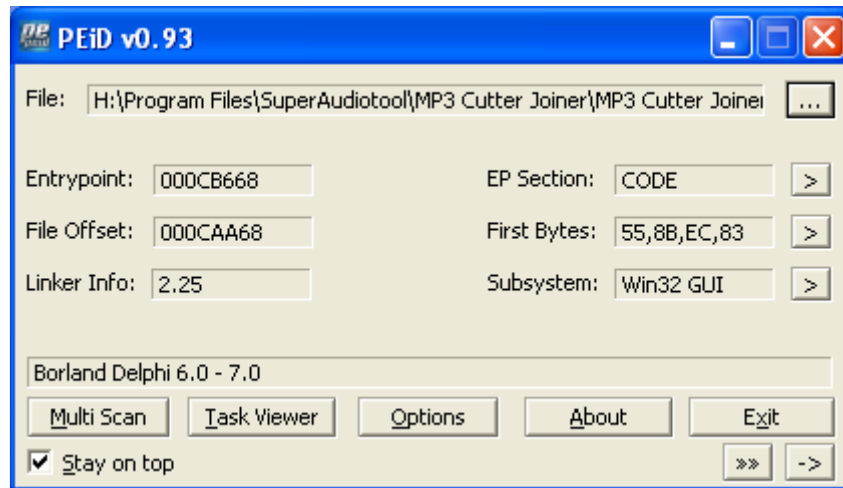 PEiD v0.93
File: H:\Program Files\SuperAudiotool\MP3 Cutter Joiner\MP3 Cutter Joiner ...
Entrypoint: 000CB668 EP Section: CODE >
File Offset: 000CAA68 First Bytes: 55,8B,EC,83 >
Linker Info: 2.25 Subsystem: Win32 GUI >
Borland Delphi 6.0 - 7.0
Multi Scan Task Viewer Options About Exit
Stay on top »» ->